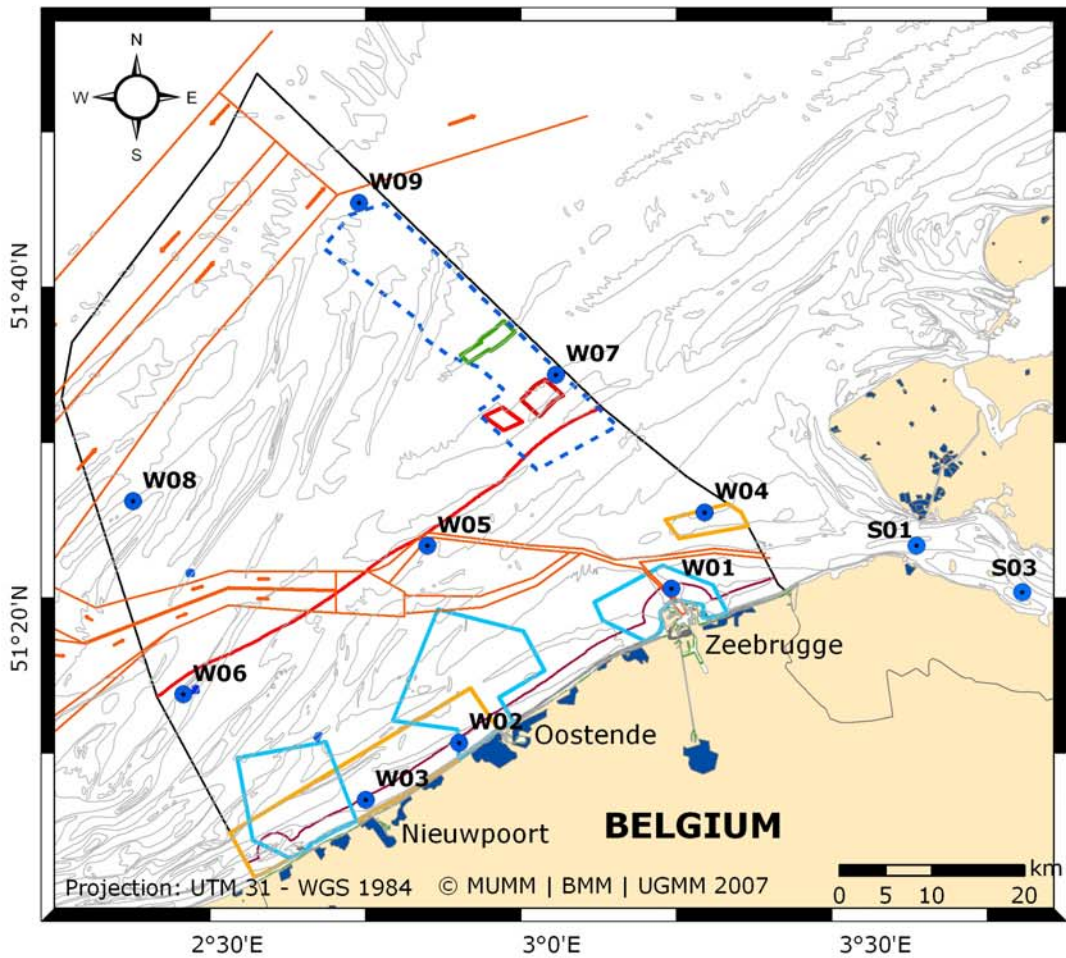 N
W E
S
W09
51°40'N
W07
W08
W04
W05
S01
W01
S03
51°20'N
Zeebrugge
W06
W02
Oostende
W03
Nieuwpoort
BELGIUM
km
Projection: UTM 31 - WGS 1984 © MUMM | BMM | UGMM 2007
0 5 10 20
2°30'E 3°0'E 3°30'E